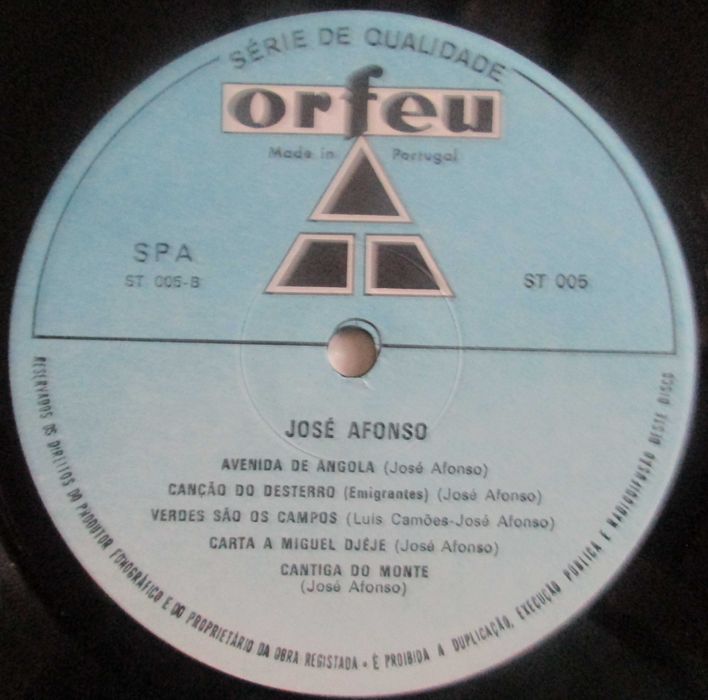 SÉRIE DE QUALIDADE
orfeu
Made in Portugal
SPA
ST 005-B
ST 005
JOSÉ AFONSO
AVENIDA DE ANGOLA (José Afonso)
CANÇÃO DO DESTERRO (Emigrantes) (José Afonso)
VERDES SÃO OS CAMPOS (Luis Camões-José Afonso)
CARTA A MIGUEL DJÉJE (José Afonso)
CANTIGA DO MONTE
(José Afonso)
RESERVADOS OS DIREITOS DO PRODUTOR FONOGRÁFICO E DO PROPRIETÁRIO DA OBRA REGISTADA • É PROIBIDA A DUPLICAÇÃO, EXECUÇÃO PÚBLICA E RADIODIFUSÃO DESTE DISCO